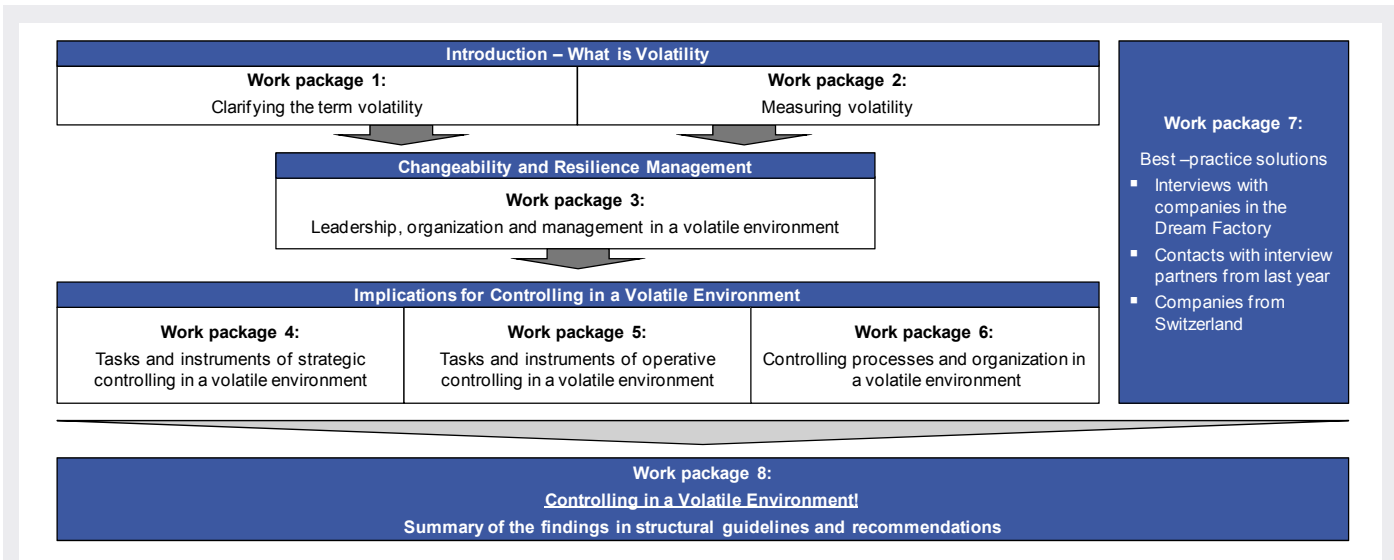 Introduction – What is Volatility
Work package 1:
Clarifying the term volatility
Work package 2:
Measuring volatility
Changeability and Resilience Management
Work package 3:
Leadership, organization and management in a volatile environment
Implications for Controlling in a Volatile Environment
Work package 4:
Tasks and instruments of strategic
controlling in a volatile environment
Work package 5:
Tasks and instruments of operative
controlling in a volatile environment
Work package 6:
Controlling processes and organization in
a volatile environment
Work package 7:
Best –practice solutions
▪ Interviews with
companies in the
Dream Factory
▪ Contacts with interview
partners from last year
▪ Companies from
Switzerland
Work package 8:
Controlling in a Volatile Environment!
Summary of the findings in structural guidelines and recommendations